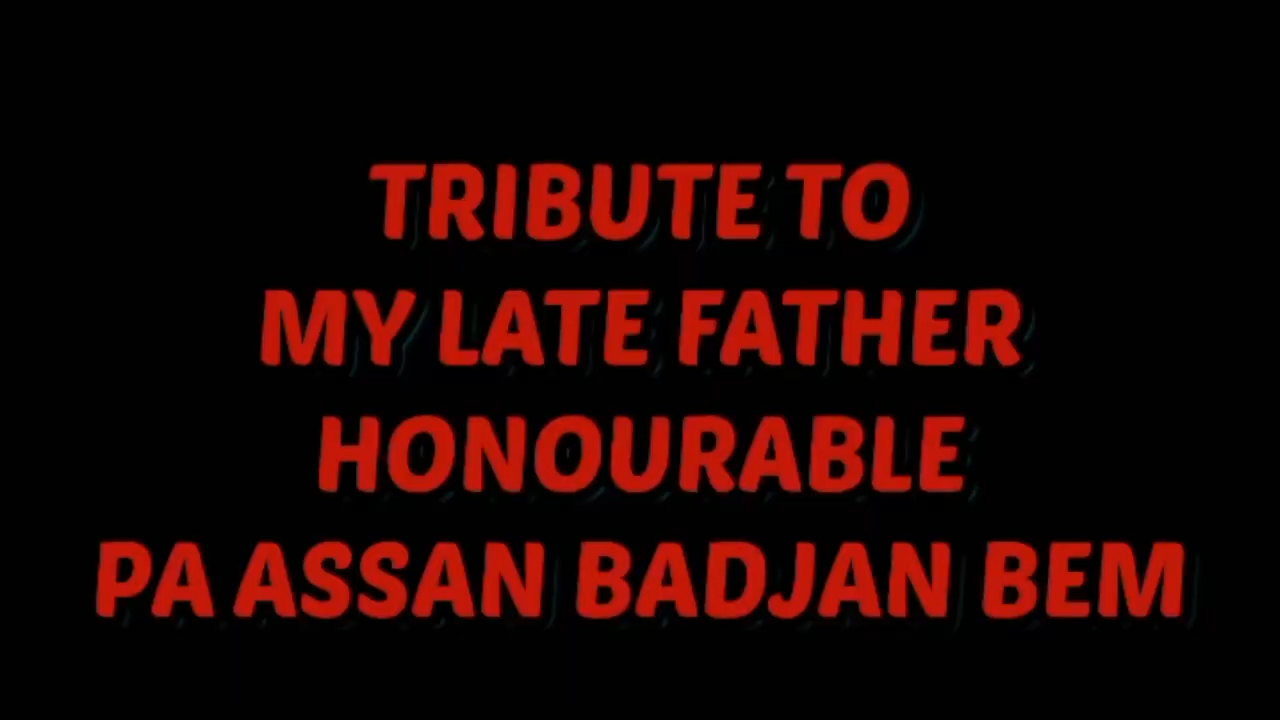 TRIBUTE TO
MY LATE FATHER
HONOURABLE
PA ASSAN BADJAN BEM